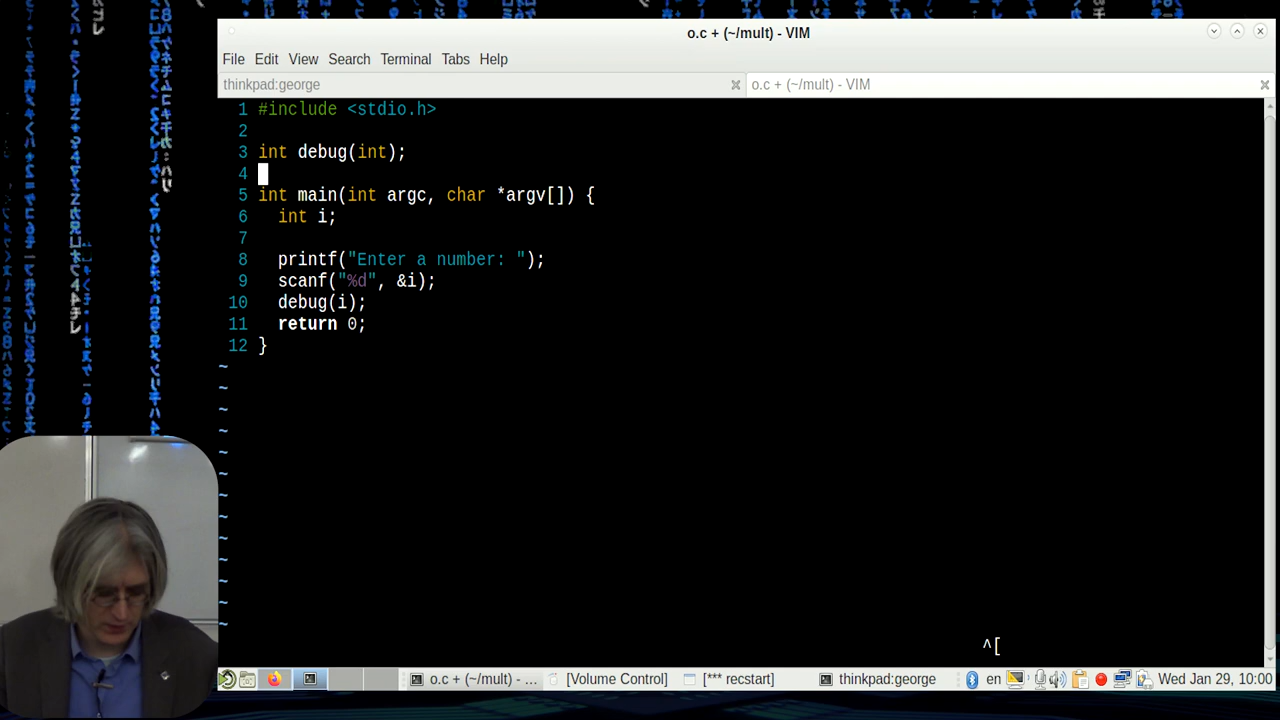 o.c + (~/mult) - VIM
File Edit View Search Terminal Tabs Help
thinkpad:george
o.c + (~/mult) - VIM
1 #include <stdio.h>
2
3 int debug(int);
4
5 int main(int argc, char *argv[]) {
6   int i;
7
8   printf("Enter a number: ");
9   scanf("%d", &i);
10   debug(i);
11   return 0;
12 }
~
~
~
~
~
~
~
~
~
~
~
~
~
^[
o.c + (~/mult) - ...
[Volume Control]
[*** recstart]
thinkpad:george
en
Wed Jan 29, 10:00